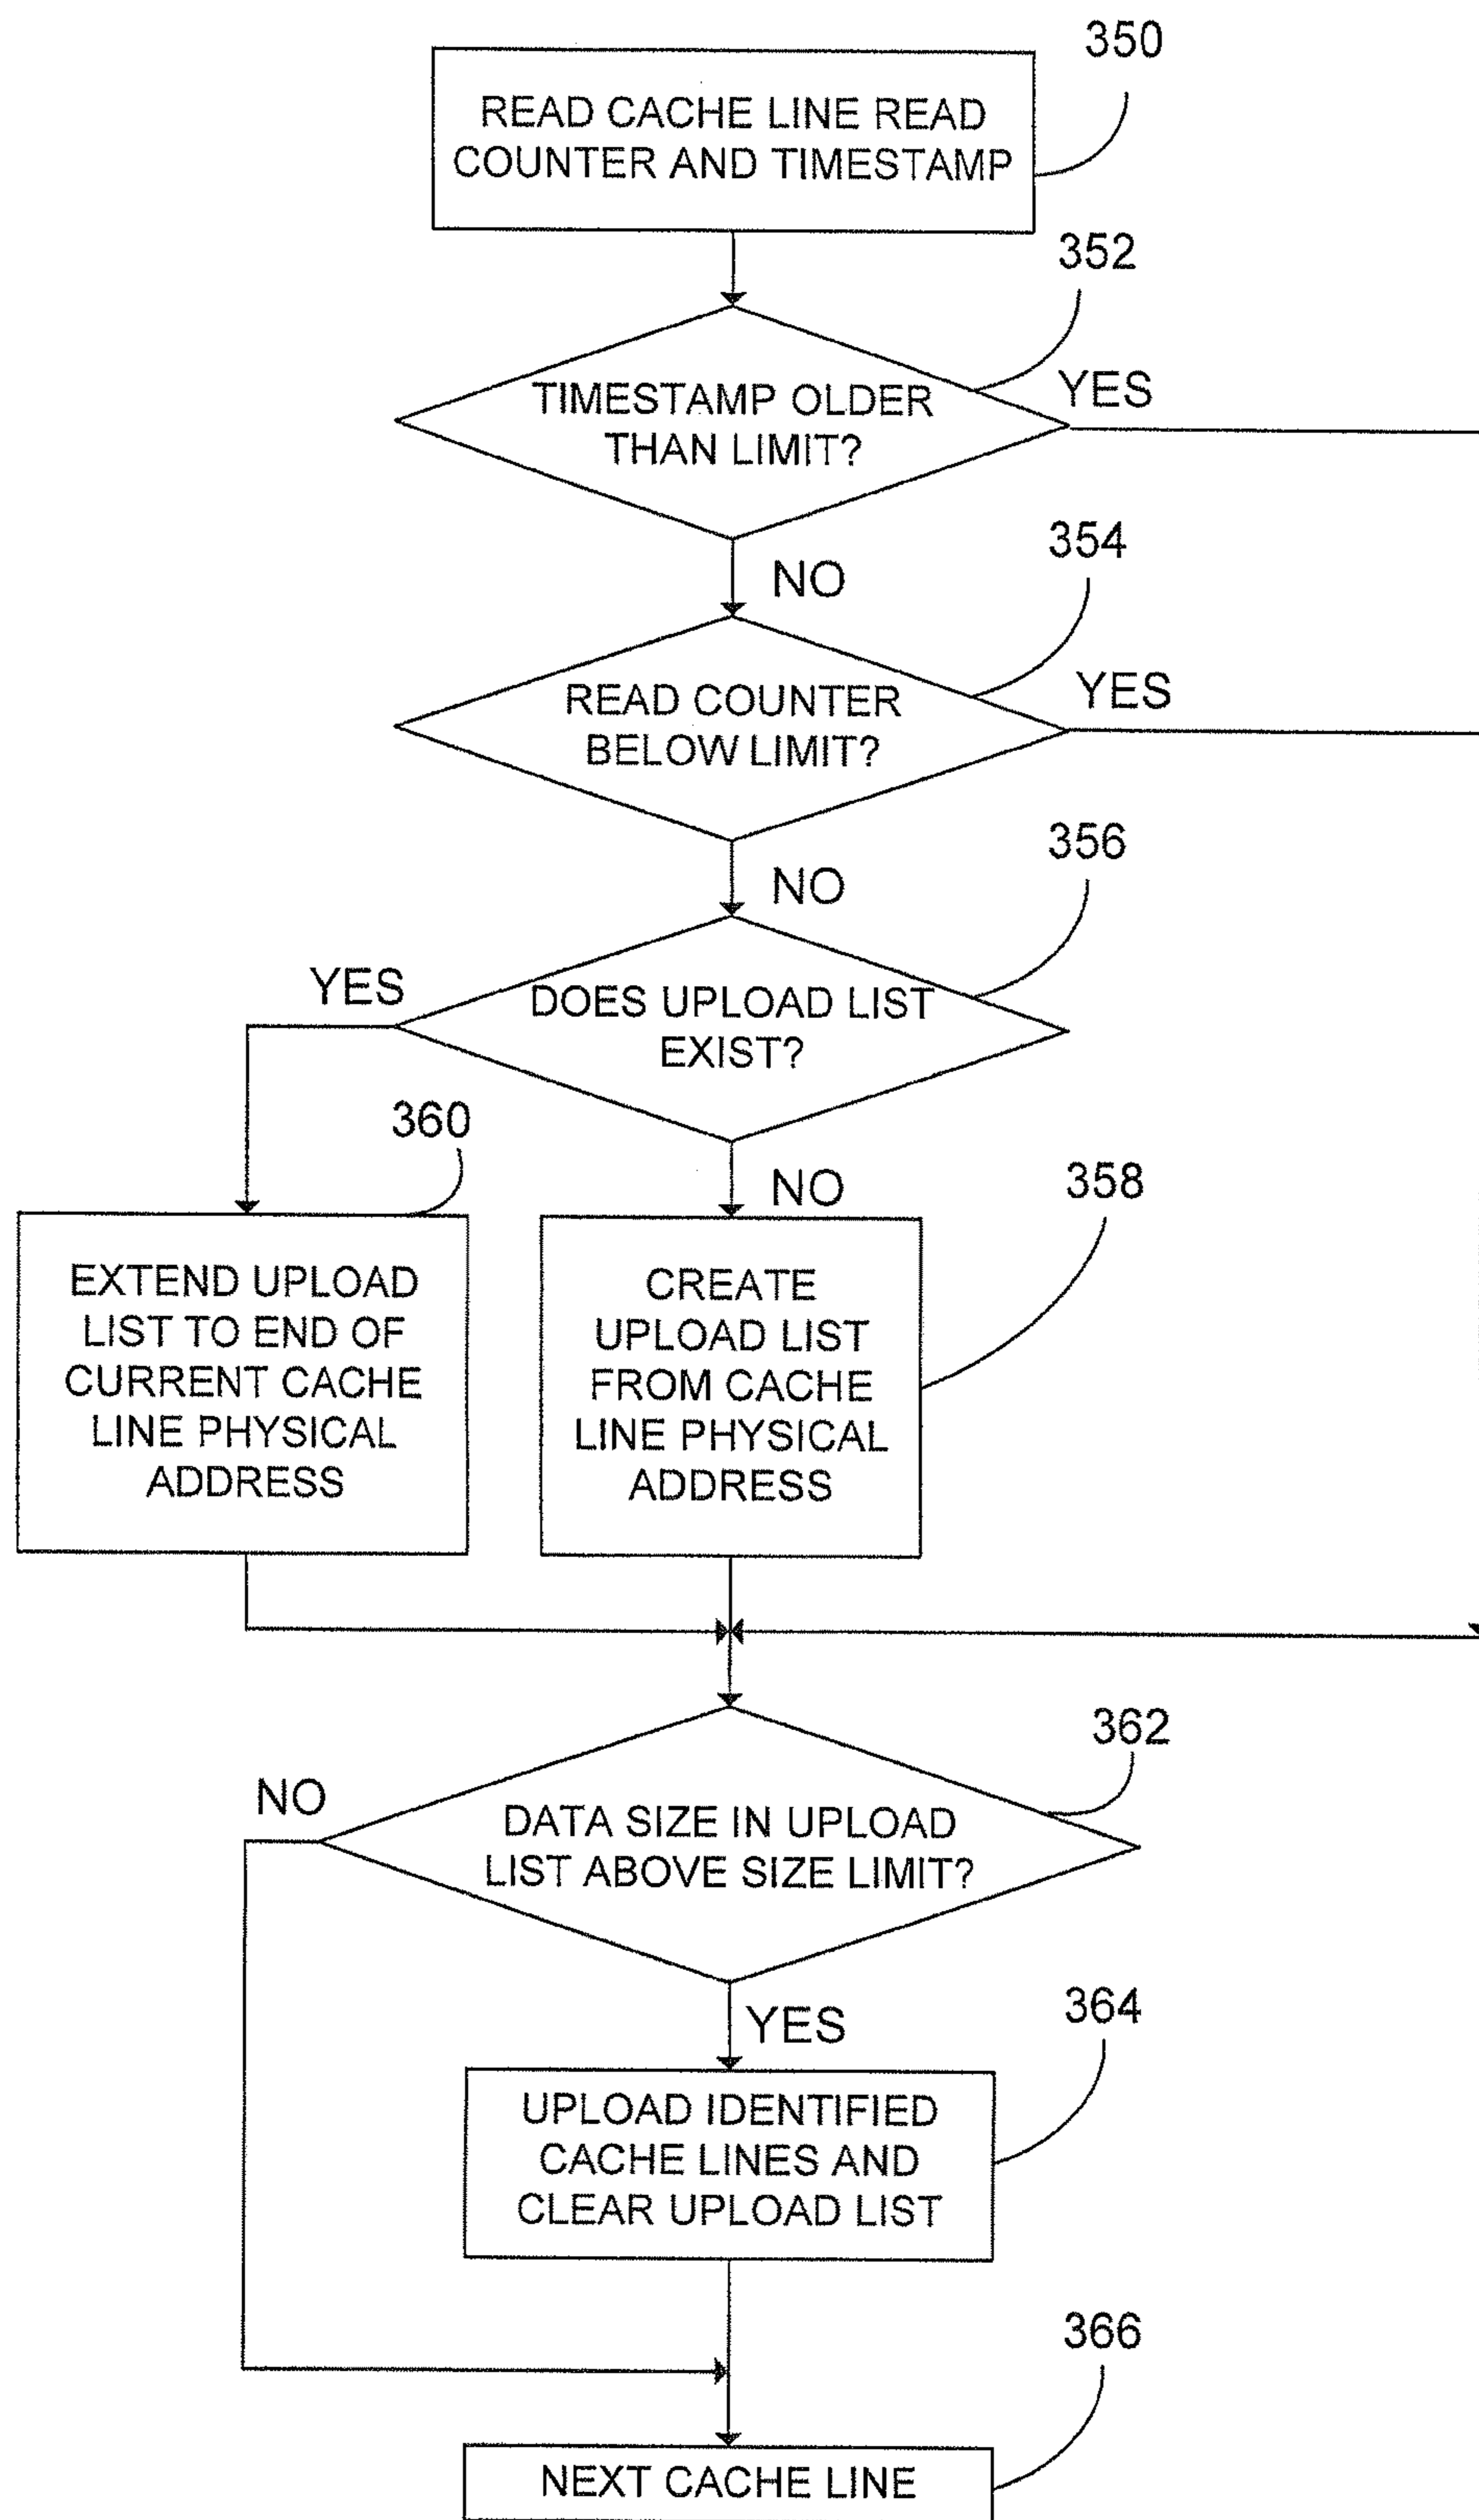 350
READ CACHE LINE READ
COUNTER AND TIMESTAMP
352
TIMESTAMP OLDER
THAN LIMIT?
YES
NO
354
READ COUNTER
BELOW LIMIT?
YES
NO
356
YES
DOES UPLOAD LIST
EXIST?
NO
360
358
EXTEND UPLOAD
LIST TO END OF
CURRENT CACHE
LINE PHYSICAL
ADDRESS
CREATE
UPLOAD LIST
FROM CACHE
LINE PHYSICAL
ADDRESS
362
NO
DATA SIZE IN UPLOAD
LIST ABOVE SIZE LIMIT?
YES
364
UPLOAD IDENTIFIED
CACHE LINES AND
CLEAR UPLOAD LIST
366
NEXT CACHE LINE